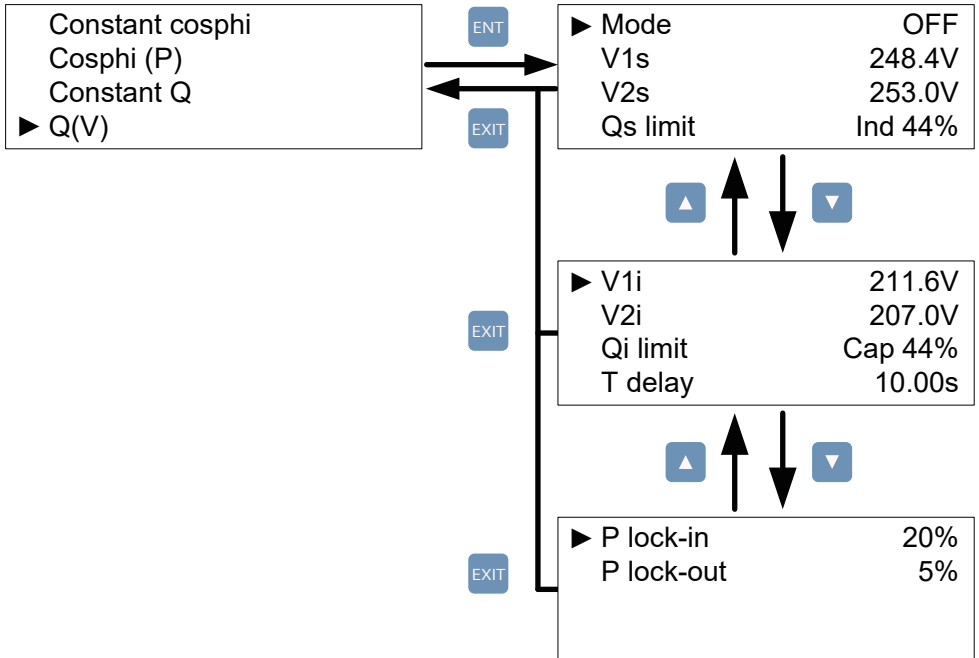 Constant cosphi
Cosphi (P)
Constant Q
► Q(V)
ENT
EXIT
► Mode OFF
V1s 248.4V
V2s 253.0V
Qs limit Ind 44%
▲ ▼
EXIT
► V1i 211.6V
V2i 207.0V
Qi limit Cap 44%
T delay 10.00s
▲ ▼
EXIT
► P lock-in 20%
P lock-out 5%